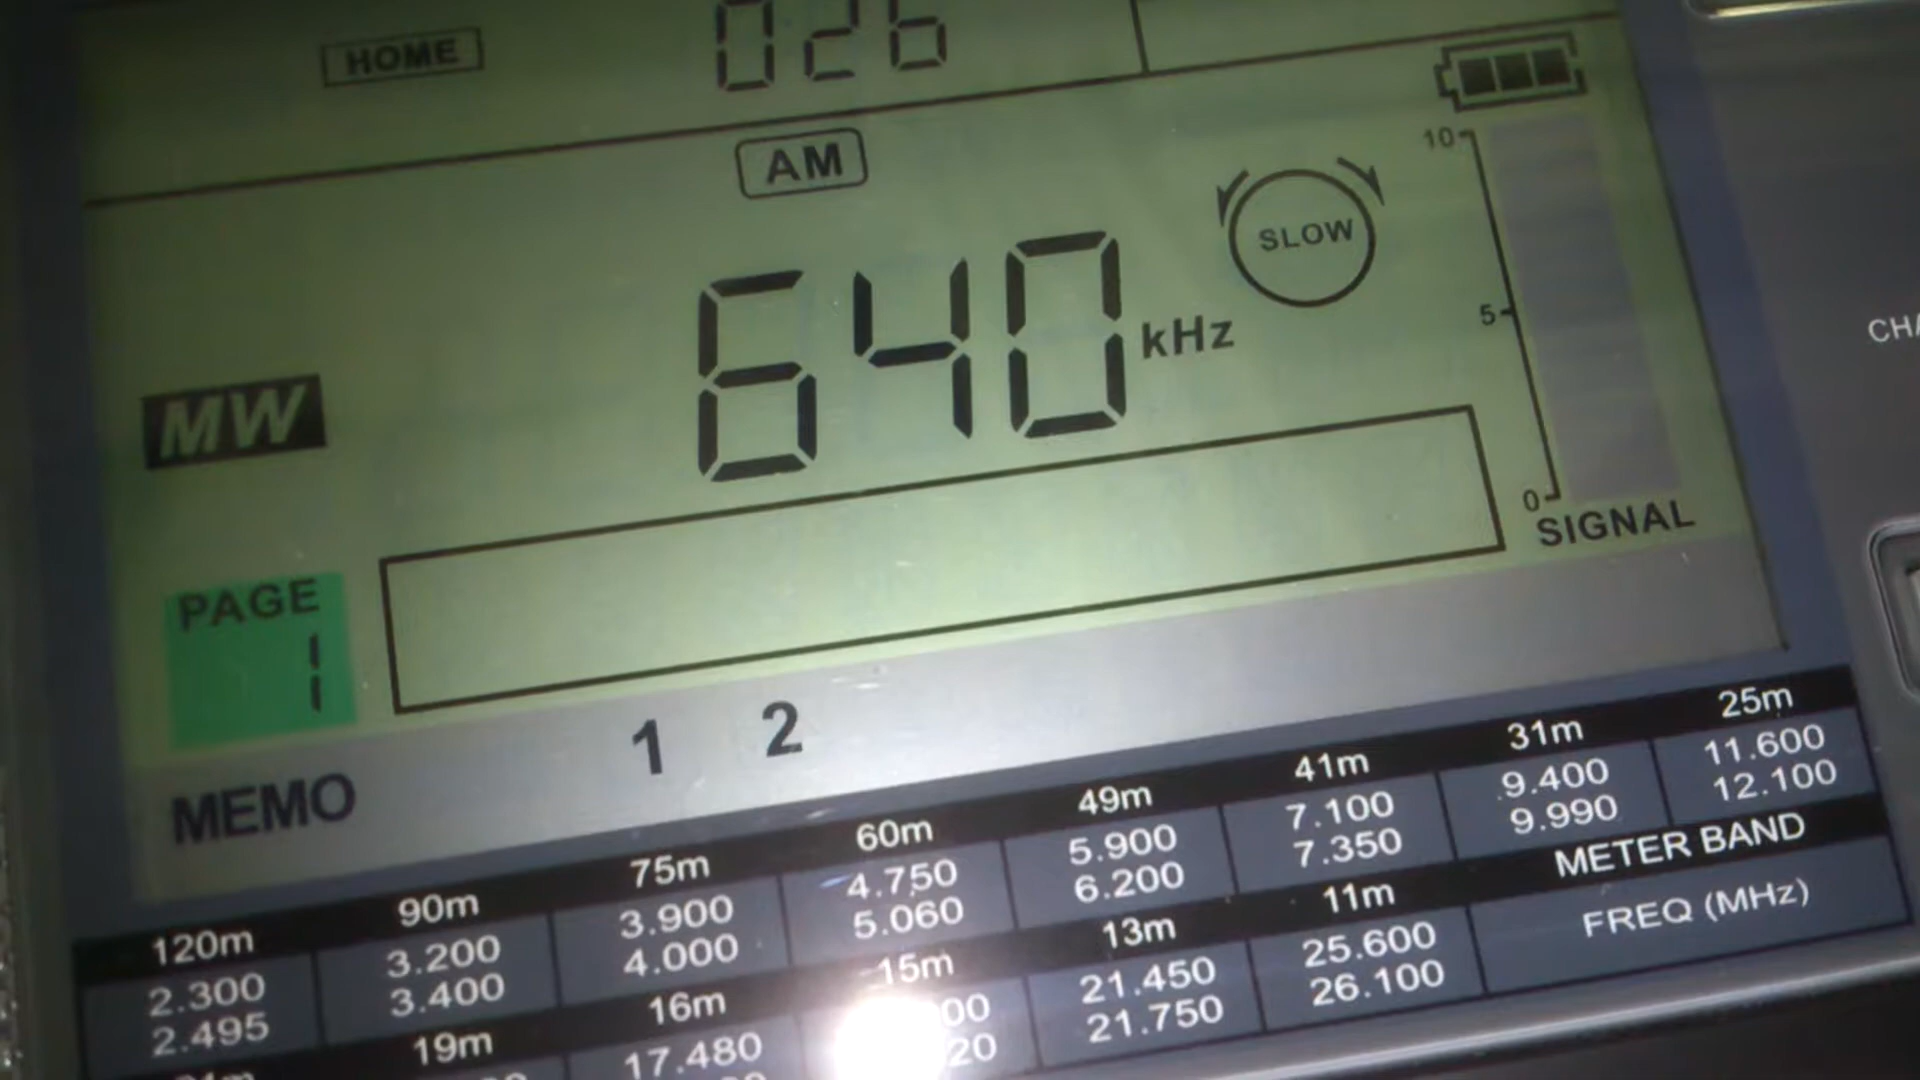 HOME 026
AM
10
SLOW
640 kHz
5
MW
0
SIGNAL
PAGE
1
1 2
MEMO
120m 90m 75m 60m 49m 41m 31m 25m
2.300 3.200 3.900 4.750 5.900 7.100 9.400 11.600
2.495 3.400 4.000 5.060 6.200 7.350 9.990 12.100
19m 16m 15m 13m 11m METER BAND
17.480 21.450 25.600 FREQ (MHz)
21.750 26.100